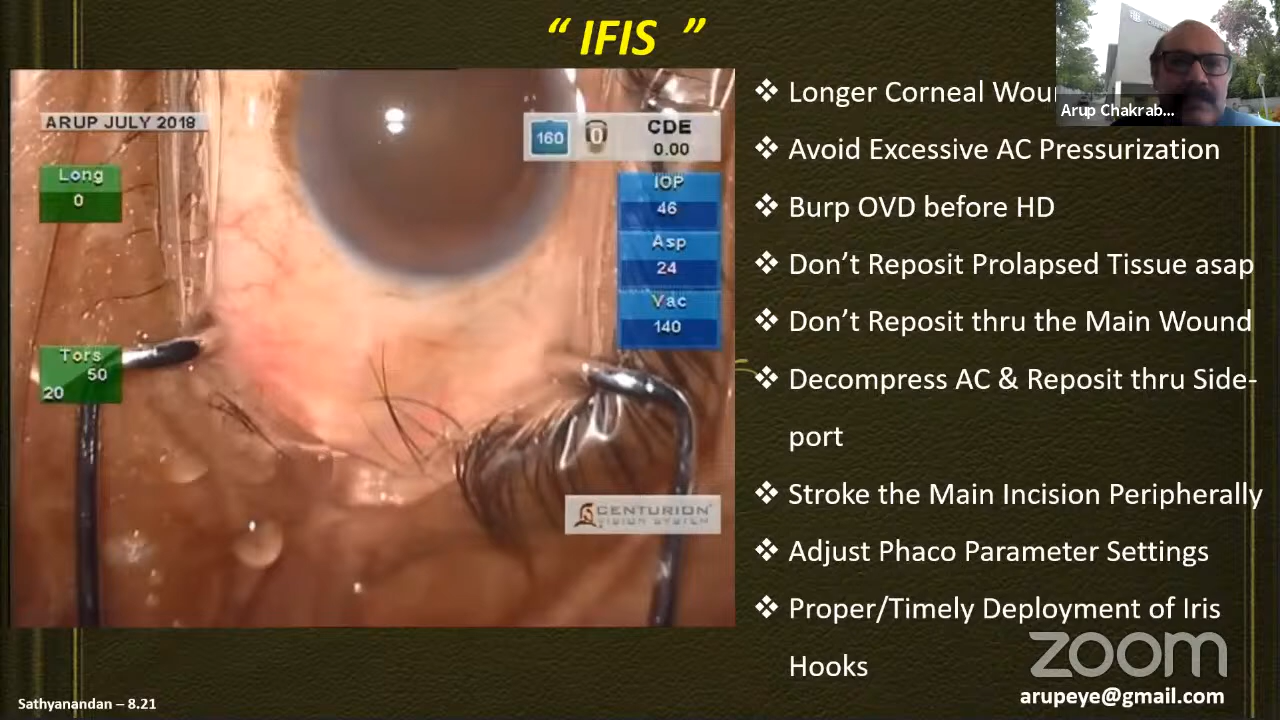 “ IFIS ”
ARUP JULY 2018
160
0
CDE
0.00
Long
0
IOP
46
Asp
24
Vac
140
Tors
50
20
CENTURION
VISION SYSTEM
❖ Longer Corneal
Arup Chakrab...
❖ Avoid Excessive AC Pressurization
❖ Burp OVD before HD
❖ Don’t Reposit Prolapsed Tissue asap
❖ Don’t Reposit thru the Main Wound
❖ Decompress AC & Reposit thru Side-
port
❖ Stroke the Main Incision Peripherally
❖ Adjust Phaco Parameter Settings
❖ Proper/Timely Deployment of Iris
Hooks
zoom
Sathyanandan – 8.21
arupeye@gmail.com